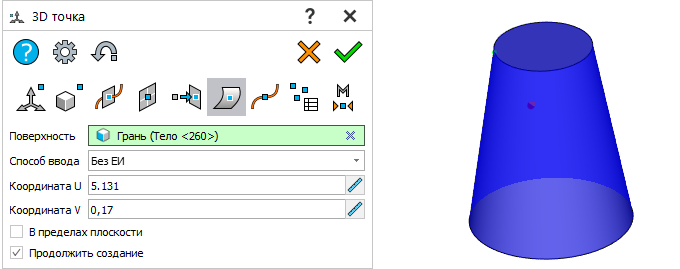 3D точка
Поверхность
Грань (Тело <260>)
Способ ввода
Без ЕИ
Координата U
5.131
Координата V
0,17
В пределах плоскости
Продолжить создание